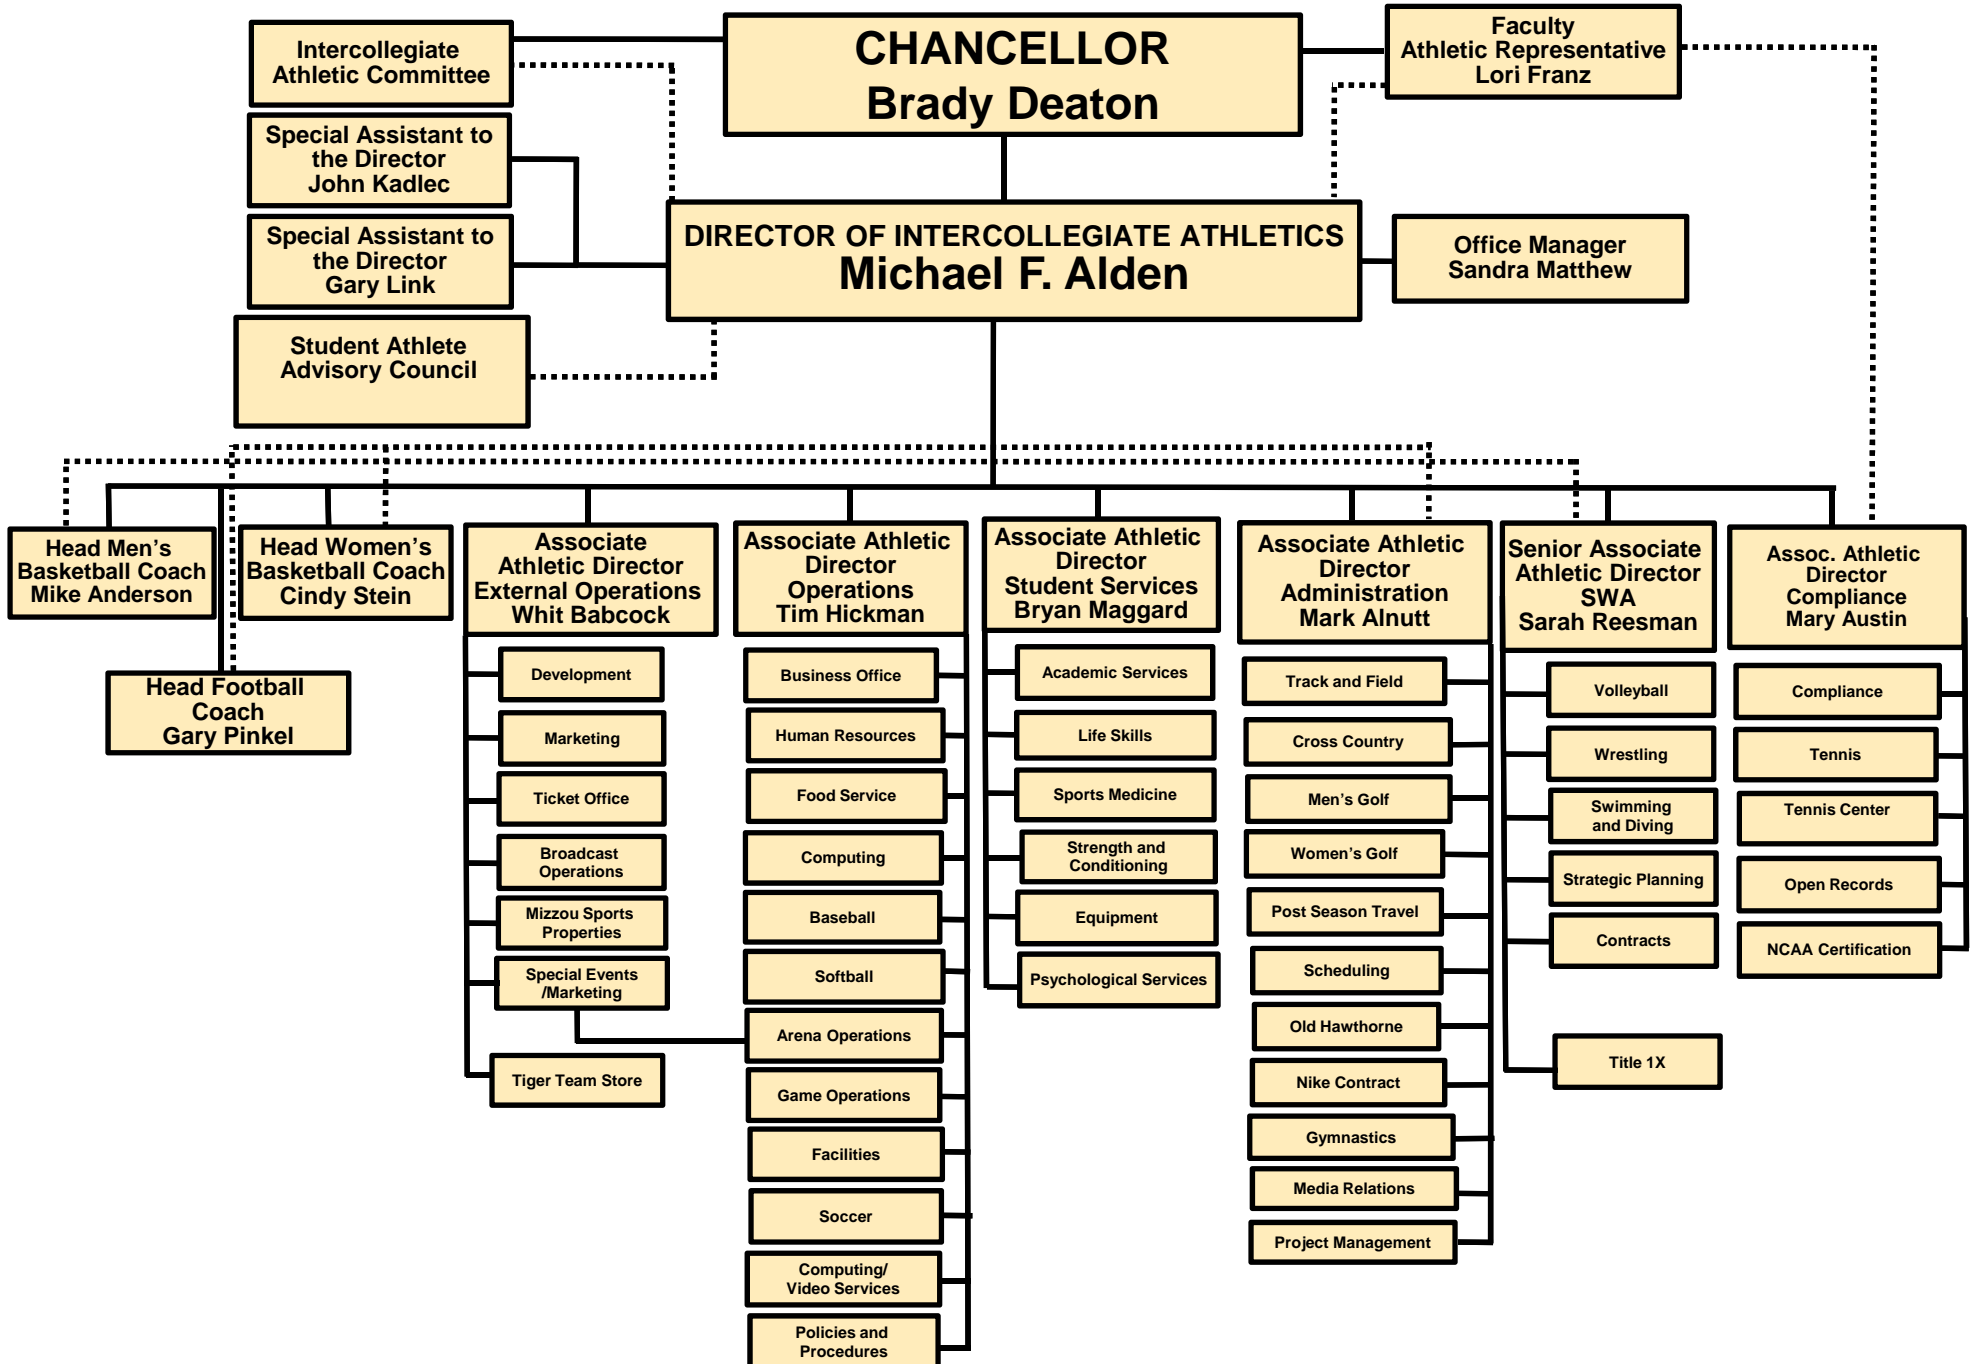 Intercollegiate
Athletic Committee
CHANCELLOR
Brady Deaton
Faculty
Athletic Representative
Lori Franz
Special Assistant to
the Director
John Kadlec
Special Assistant to
the Director
Gary Link
DIRECTOR OF INTERCOLLEGIATE ATHLETICS
Michael F. Alden
Office Manager
Sandra Matthew
Student Athlete
Advisory Council
Head Men's
Basketball Coach
Mike Anderson
Head Women's
Basketball Coach
Cindy Stein
Head Football
Coach
Gary Pinkel
Associate
Athletic Director
External Operations
Whit Babcock
Development
Marketing
Ticket Office
Broadcast
Operations
Mizzou Sports
Properties
Special Events
/Marketing
Tiger Team Store
Associate Athletic
Director
Operations
Tim Hickman
Business Office
Human Resources
Food Service
Computing
Baseball
Softball
Arena Operations
Game Operations
Facilities
Soccer
Computing/
Video Services
Policies and
Procedures
Associate Athletic
Director
Student Services
Bryan Maggard
Academic Services
Life Skills
Sports Medicine
Strength and
Conditioning
Equipment
Psychological Services
Associate Athletic
Director
Administration
Mark Alnutt
Track and Field
Cross Country
Men's Golf
Women's Golf
Post Season Travel
Scheduling
Old Hawthorne
Nike Contract
Gymnastics
Media Relations
Project Management
Senior Associate
Athletic Director
SWA
Sarah Reesman
Volleyball
Wrestling
Swimming
and Diving
Strategic Planning
Contracts
Title 1X
Assoc. Athletic
Director
Compliance
Mary Austin
Compliance
Tennis
Tennis Center
Open Records
NCAA Certification